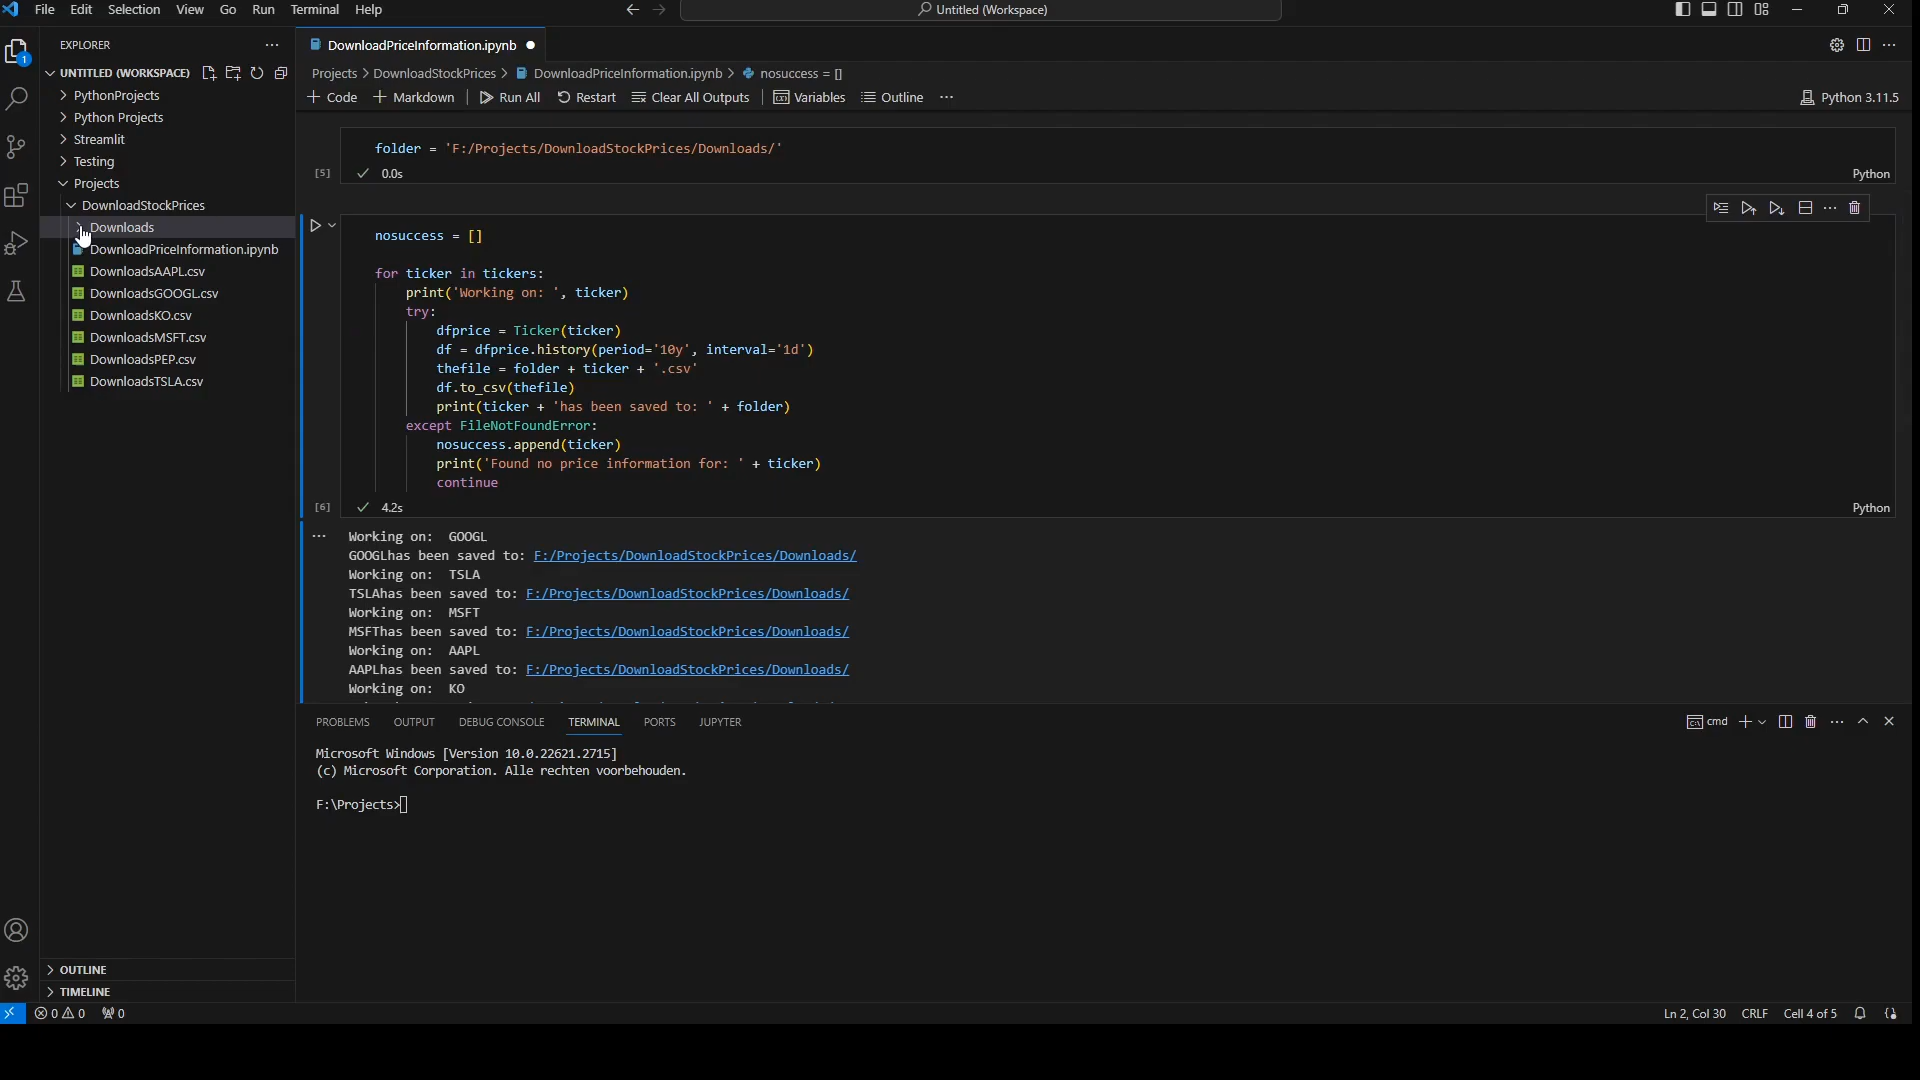 File Edit Selection View Go Run Terminal Help
Untitled (Workspace)
EXPLORER
1
UNTITLED (WORKSPACE)
PythonProjects
Python Projects
Streamlit
Testing
Projects
DownloadStockPrices
Downloads
DownloadPriceInformation.ipynb
DownloadsAAPL.csv
DownloadsGOOGL.csv
DownloadsKO.csv
DownloadsMSFT.csv
DownloadsPEP.csv
DownloadsTSLA.csv
OUTLINE
TIMELINE
DownloadPriceInformation.ipynb
Projects > DownloadStockPrices > DownloadPriceInformation.ipynb > nosuccess = []
Code Markdown Run All Restart Clear All Outputs Variables Outline ... Python 3.11.5
folder = 'F:/Projects/DownloadStockPrices/Downloads/'
[5] 0.0s Python
nosuccess = []
for ticker in tickers:
print('Working on: ', ticker)
try:
dfprice = Ticker(ticker)
df = dfprice.history(period='10y', interval='1d')
thefile = folder + ticker + '.csv'
df.to_csv(thefile)
print(ticker + 'has been saved to: ' + folder)
except FileNotFoundError:
nosuccess.append(ticker)
print('Found no price information for: ' + ticker)
continue
[6] 4.2s Python
Working on:  GOOGL
GOOGLhas been saved to: F:/Projects/DownloadStockPrices/Downloads/
Working on:  TSLA
TSLAhas been saved to: F:/Projects/DownloadStockPrices/Downloads/
Working on:  MSFT
MSFThas been saved to: F:/Projects/DownloadStockPrices/Downloads/
Working on:  AAPL
AAPLhas been saved to: F:/Projects/DownloadStockPrices/Downloads/
Working on:  KO
PROBLEMS OUTPUT DEBUG CONSOLE TERMINAL PORTS JUPYTER cmd
Microsoft Windows [Version 10.0.22621.2715]
(c) Microsoft Corporation. Alle rechten voorbehouden.
F:\Projects>
0 0 0 Ln 2, Col 30 CRLF Cell 4 of 5